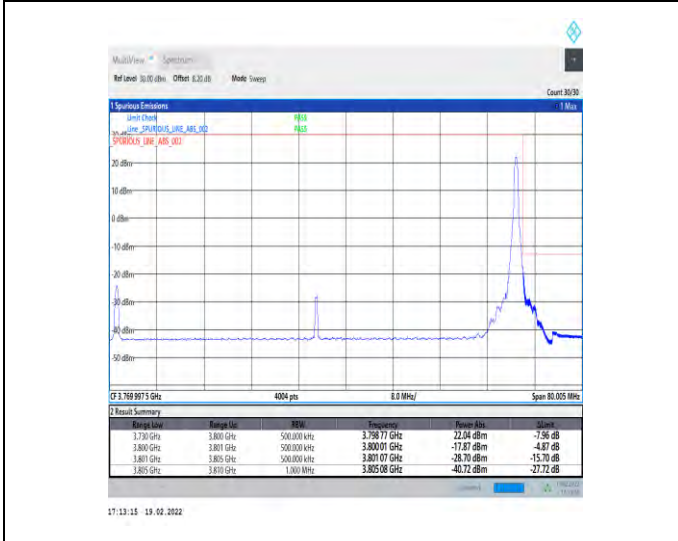 MultiView Spectrum
Ref Level 30.00 dBm Offset 8.20 dB Mode Sweep
Count 30/30
1 Spurious Emissions 1 Max
Limit Check PASS
Line _SPURIOUS_LINE_ABS_002 PASS
_SPURIOUS_LINE_ABS_002
20 dBm
10 dBm
0 dBm
-10 dBm
-20 dBm
-30 dBm
-40 dBm
-50 dBm
CF 3.769 997 5 GHz 4004 pts 8.0 MHz/ Span 80.005 MHz
2 Result Summary
Range Low Range Up RBW Frequency Power Abs ΔLimit
3.730 GHz 3.800 GHz 500.000 kHz 3.798 77 GHz 22.04 dBm -7.96 dB
3.800 GHz 3.801 GHz 500.000 kHz 3.800 01 GHz -17.87 dBm -4.87 dB
3.801 GHz 3.805 GHz 500.000 kHz 3.801 07 GHz -28.70 dBm -15.70 dB
3.805 GHz 3.810 GHz 1.000 MHz 3.805 08 GHz -40.72 dBm -27.72 dB
17:13:15 19.02.2022